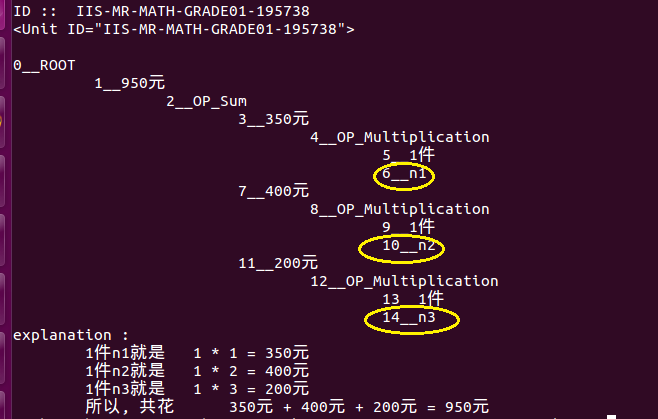 ID ::  IIS-MR-MATH-GRADE01-195738
<Unit ID="IIS-MR-MATH-GRADE01-195738">
0__ROOT
1__950元
2__OP_Sum
3__350元
4__OP_Multiplication
5__1件
6__n1
7__400元
8__OP_Multiplication
9__1件
10__n2
11__200元
12__OP_Multiplication
13__1件
14__n3
explanation :
1件n1就是   1 * 1 = 350元
1件n2就是   1 * 2 = 400元
1件n3就是   1 * 3 = 200元
所以, 共花   350元 + 400元 + 200元 = 950元